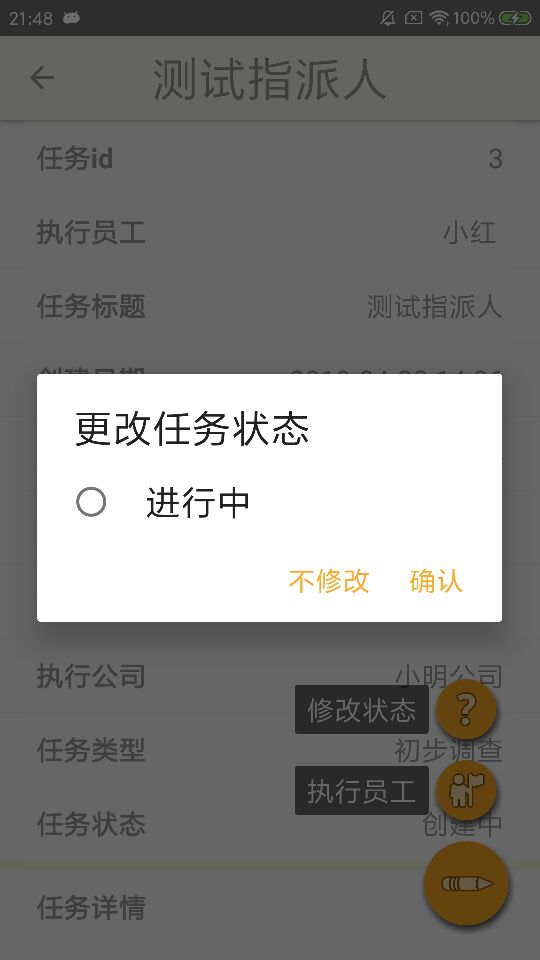 21:48
100%
测试指派人
任务id
3
执行员工
小红
任务标题
测试指派人
创建日期
更改任务状态
进行中
不修改
确认
执行公司
小明公司
修改状态
任务类型
初步调查
执行员工
任务状态
创建中
任务详情